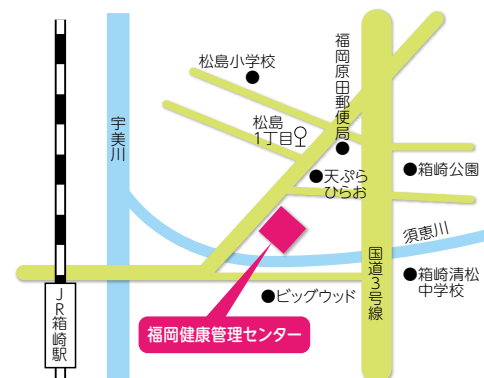 松島小学校
福岡原田郵便局
宇美川
松島
1丁目
天ぷら
ひらお
箱崎公園
須恵川
国道3号線
箱崎清松
中学校
ビッグウッド
JR箱崎駅
福岡健康管理センター